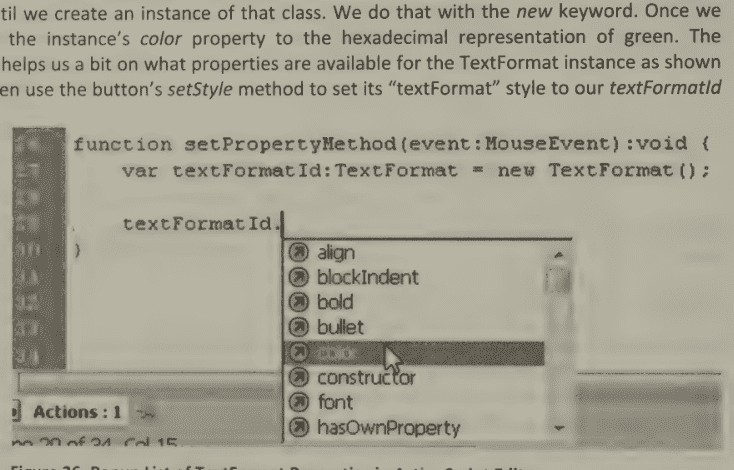 til we create an instance of that class. We do that with the new keyword. Once we
the instance's color property to the hexadecimal representation of green. The
helps us a bit on what properties are available for the TextFormat instance as shown
en use the button's setStyle method to set its "textFormat" style to our textFormatId
function setPropertyMethod(event:MouseEvent):void {
var textFormatId:TextFormat = new TextFormat();
textFormatId.
}
align
blockIndent
bold
bullet
constructor
font
hasOwnProperty
Actions : 1
of 34 Col 15